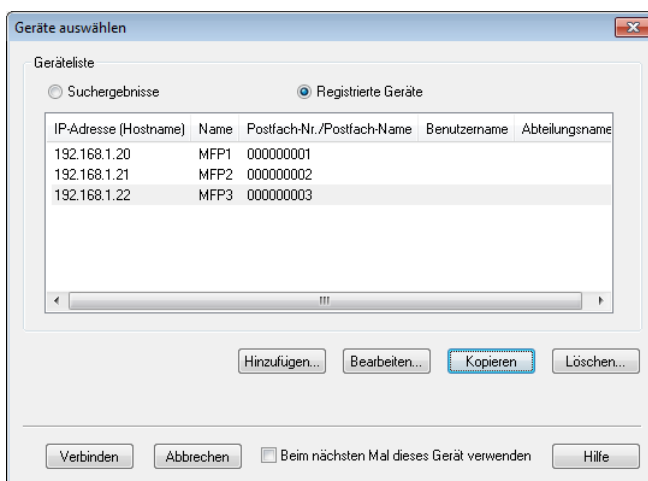 Geräte auswählen
Geräteliste
Suchergebnisse Registrierte Geräte
IP-Adresse (Hostname) Name Postfach-Nr./Postfach-Name Benutzername Abteilungsname
192.168.1.20 MFP1 000000001
192.168.1.21 MFP2 000000002
192.168.1.22 MFP3 000000003
Hinzufügen... Bearbeiten... Kopieren Löschen...
Verbinden Abbrechen Beim nächsten Mal dieses Gerät verwenden Hilfe